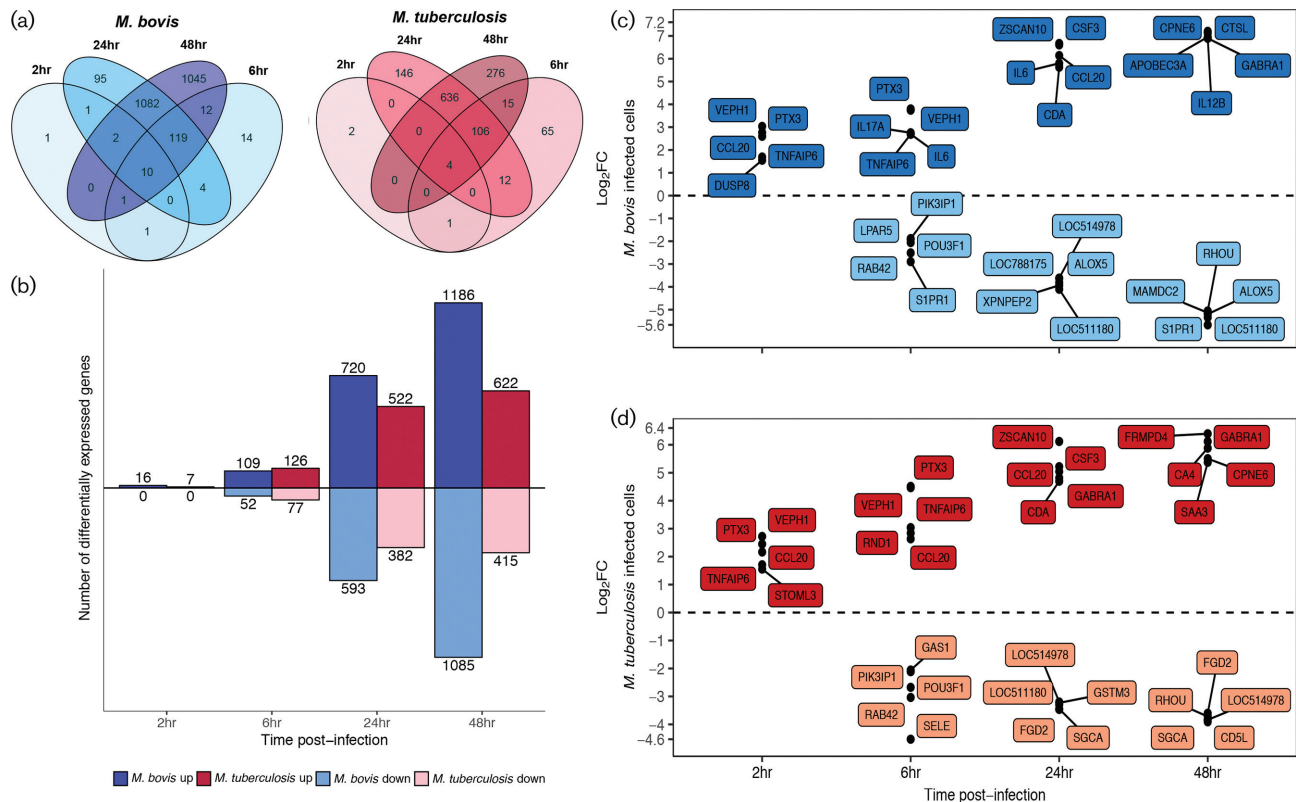 (a)
M. bovis
24hr
48hr
2hr
6hr
95
1045
1
1082
12
1
2
119
14
10
0
4
1
0
1
M. tuberculosis
24hr
48hr
2hr
6hr
146
276
0
636
15
2
0
106
65
4
0
12
0
0
1
(b)
Number of differentially expressed genes
16
0
7
0
109
52
126
77
720
593
522
382
1186
1085
622
415
2hr
6hr
24hr
48hr
Time post−infection
M. bovis up
M. tuberculosis up
M. bovis down
M. tuberculosis down
(c)
Log2FC
M. bovis infected cells
7.2
7
6
5
4
3
2
1
0
−1
−2
−3
−4
−5
−5.6
VEPH1
PTX3
CCL20
TNFAIP6
DUSP8
PTX3
VEPH1
IL17A
TNFAIP6
IL6
PIK3IP1
LPAR5
POU3F1
RAB42
S1PR1
ZSCAN10
CSF3
IL6
CCL20
CDA
LOC514978
LOC788175
ALOX5
XPNPEP2
LOC511180
CPNE6
CTSL
APOBEC3A
GABRA1
IL12B
RHOU
MAMDC2
ALOX5
S1PR1
LOC511180
(d)
Log2FC
M. tuberculosis infected cells
6.4
6
5
4
3
2
1
0
−1
−2
−3
−4
−4.6
PTX3
VEPH1
CCL20
TNFAIP6
STOML3
PTX3
VEPH1
TNFAIP6
RND1
CCL20
GAS1
PIK3IP1
POU3F1
RAB42
SELE
ZSCAN10
CSF3
CCL20
GABRA1
CDA
LOC514978
LOC511180
GSTM3
FGD2
SGCA
FRMPD4
GABRA1
CA4
CPNE6
SAA3
FGD2
RHOU
LOC514978
SGCA
CD5L
2hr
6hr
24hr
48hr
Time post−infection